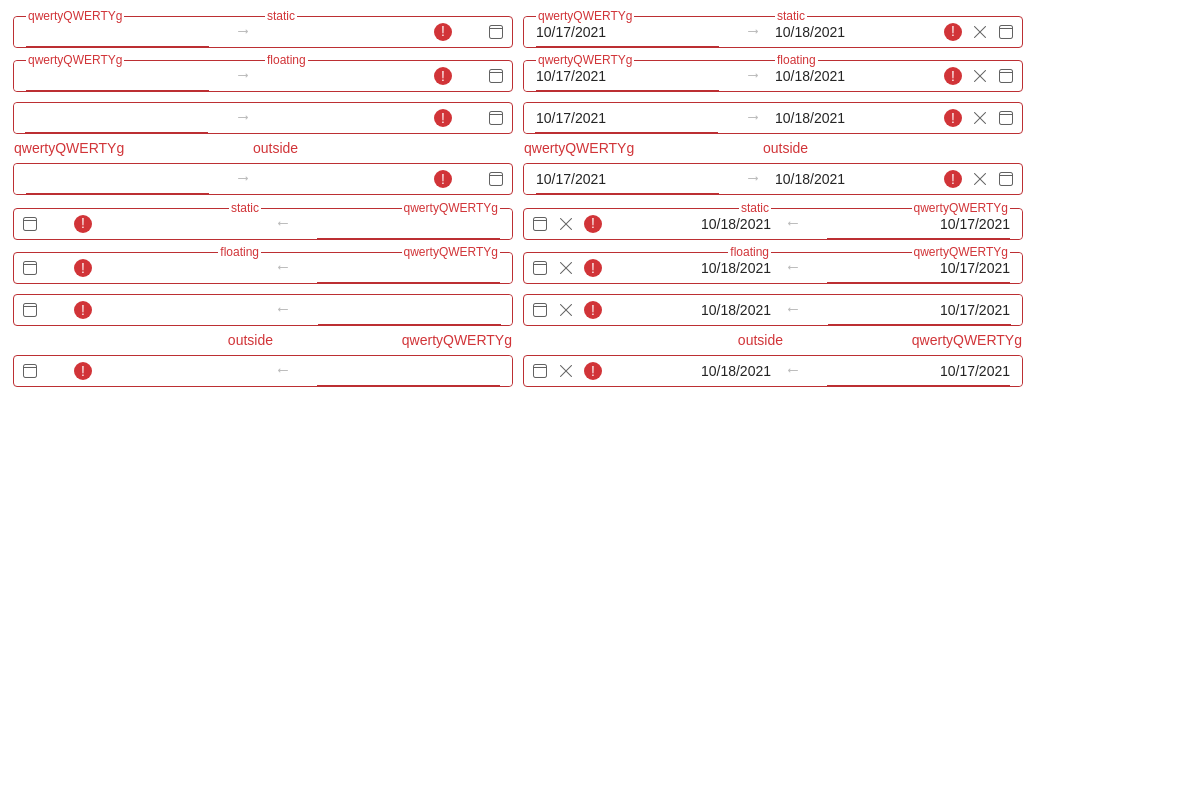 qwertyQWERTYg static qwertyQWERTYg static
→ ! 10/17/2021 → 10/18/2021 !
qwertyQWERTYg floating qwertyQWERTYg floating
→ ! 10/17/2021 → 10/18/2021 !
→ ! 10/17/2021 → 10/18/2021 !
qwertyQWERTYg outside qwertyQWERTYg outside
→ ! 10/17/2021 → 10/18/2021 !
static qwertyQWERTYg static qwertyQWERTYg
! ← ! 10/18/2021 ← 10/17/2021
floating qwertyQWERTYg floating qwertyQWERTYg
! ← ! 10/18/2021 ← 10/17/2021
! ← ! 10/18/2021 ← 10/17/2021
outside qwertyQWERTYg outside qwertyQWERTYg
! ← ! 10/18/2021 ← 10/17/2021